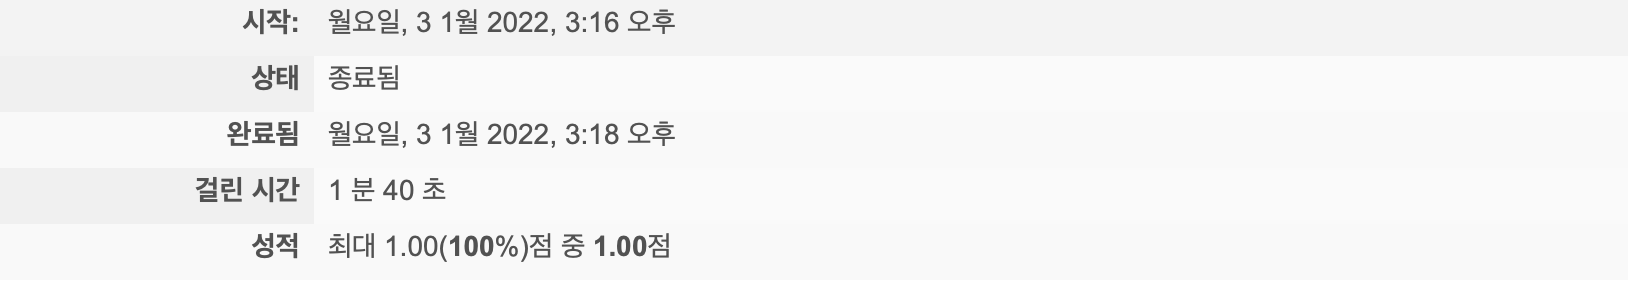 시작: 월요일, 3 1월 2022, 3:16 오후
상태 종료됨
완료됨 월요일, 3 1월 2022, 3:18 오후
걸린 시간 1 분 40 초
성적 최대 1.00(100%)점 중 1.00점